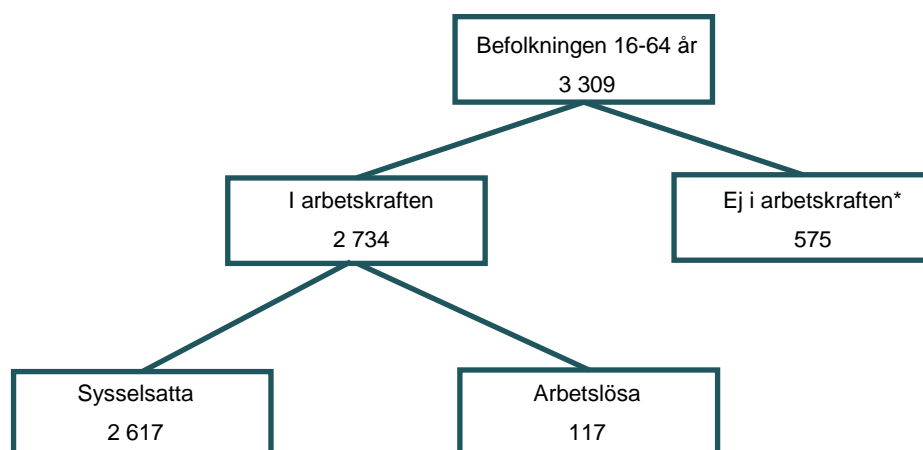 Befolkningen 16-64 år
3 309
I arbetskraften
2 734
Ej i arbetskraften*
575
Sysselsatta
2 617
Arbetslösa
117